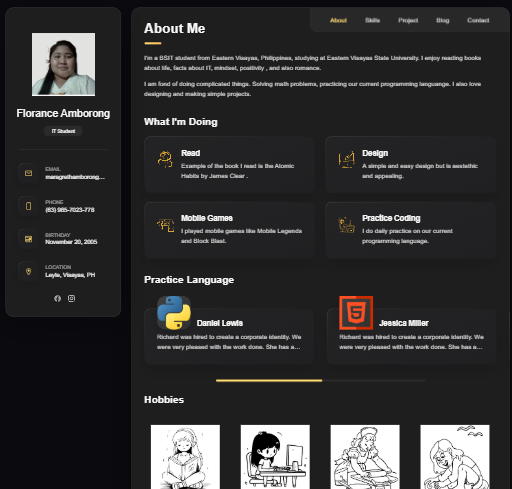 About Me
About Skills Project Blog Contact
I'm a BSIT student from Eastern Visayas, Philippines, studying at Eastern Visayas State University. I enjoy reading books
about life, facts about IT, mindset, positivity , and also romance.
I am fond of doing complicated things. Solving math problems, practicing our current programming language. I also love
designing and making simple projects.
Florance Amborong
IT Student
EMAIL
PHONE
(63) 965-7023-778
BIRTHDAY
November 20, 2005
LOCATION
Leyte, Visayas, PH
What I'm Doing
Read
Example of the book I read is the Atomic
Habits by James Clear .
Design
A simple and easy design but is aestethic
and appealing.
Mobile Games
I played mobile games like Mobile Legends
and Block Blast.
Practice Coding
I do daily practice on our current
programming language.
Practice Language
Daniel Lewis
Richard was hired to create a corporate identity. We
were very pleased with the work done. She has a...
Jessica Miller
Richard was hired to create a corporate identity. We
were very pleased with the work done. She has a...
Hobbies